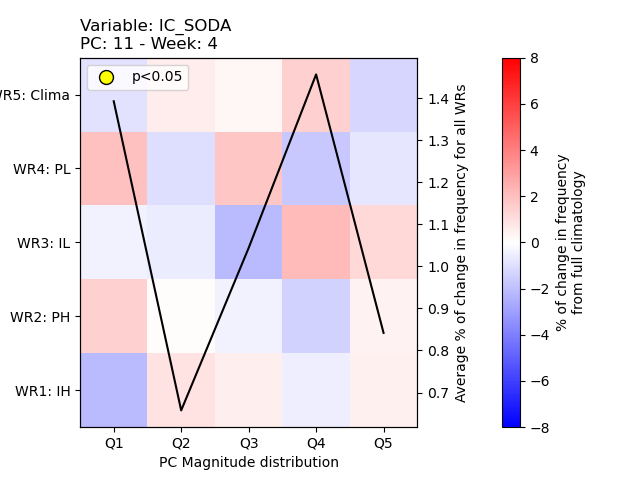 Variable: IC_SODA
PC: 11 - Week: 4
p<0.05
WR5: Clima
WR4: PL
WR3: IL
WR2: PH
WR1: IH
Q1 Q2 Q3 Q4 Q5
PC Magnitude distribution
1.4
1.3
1.2
1.1
1.0
0.9
0.8
0.7
Average % of change in frequency for all WRs
8
6
4
2
0
−2
−4
−6
−8
% of change in frequency
from full climatology